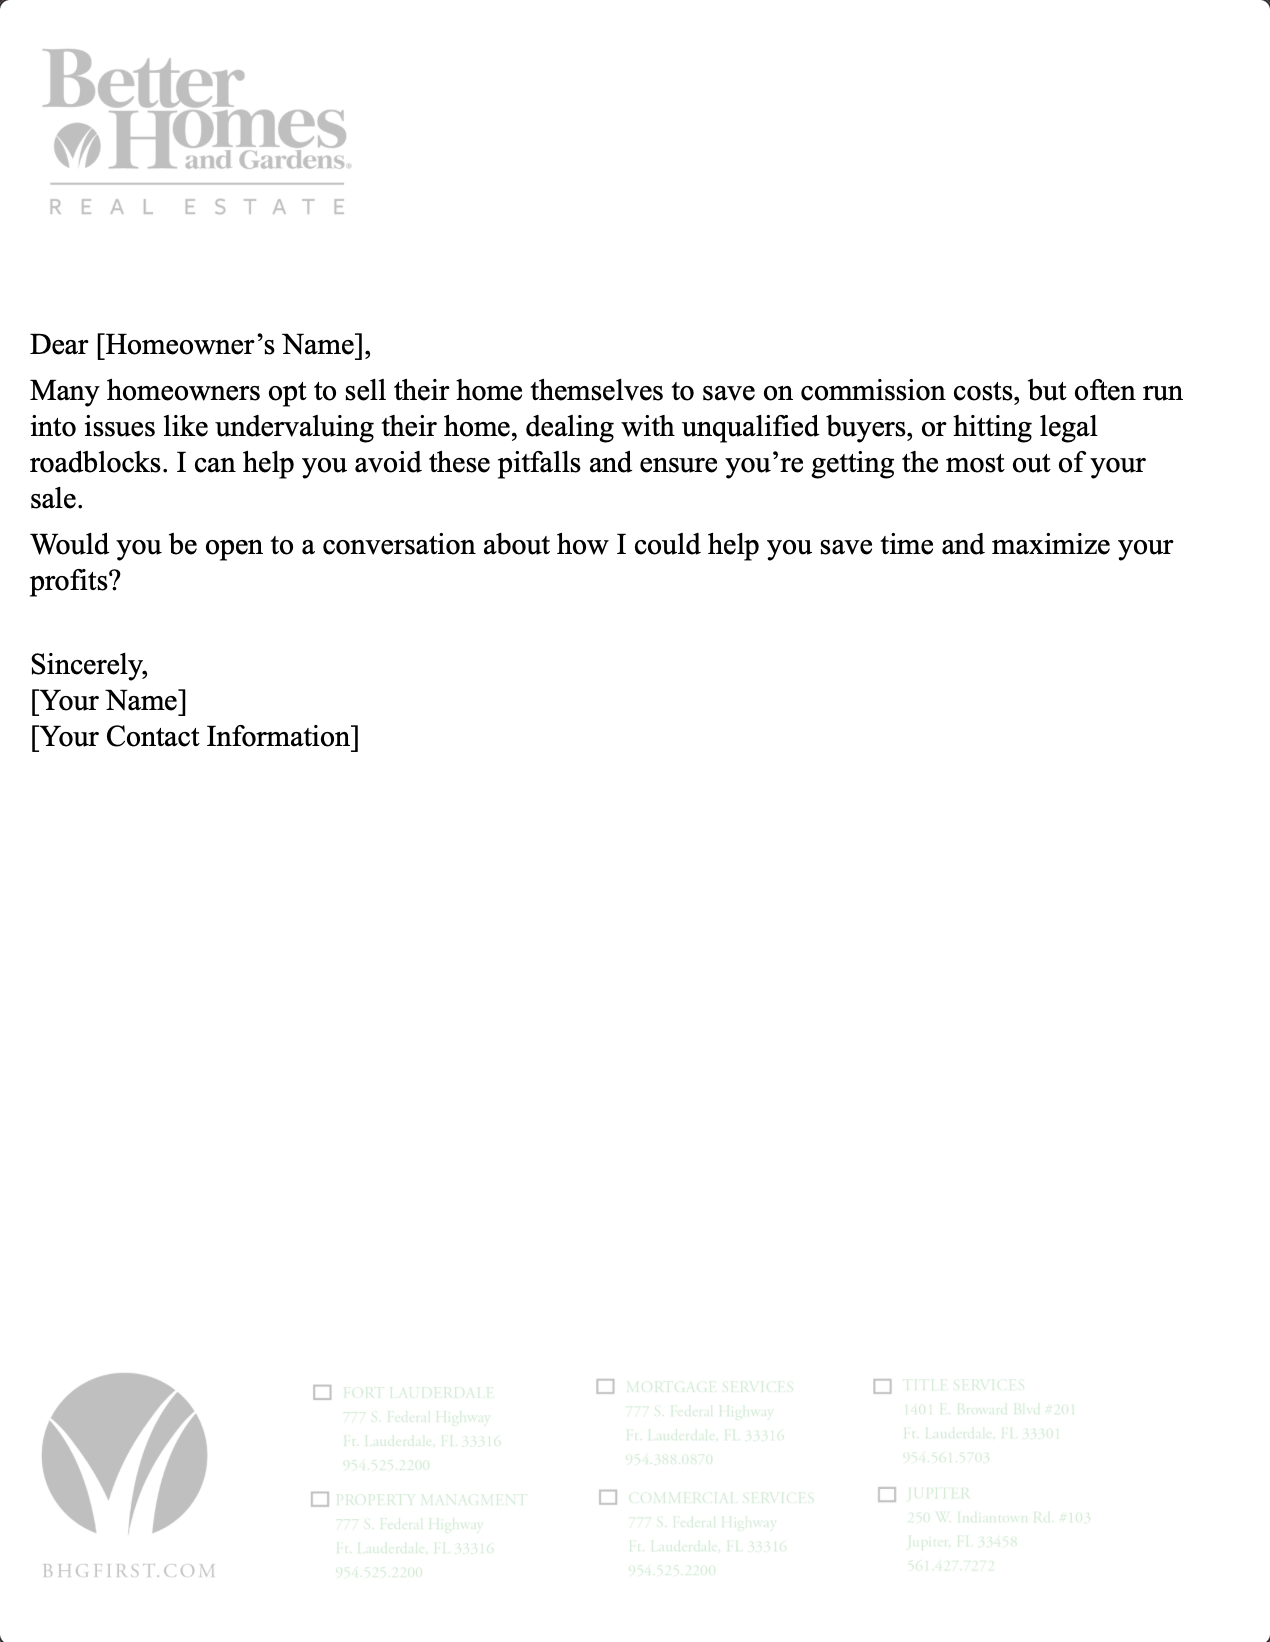 Better
Homes
and Gardens®
REAL ESTATE
Dear [Homeowner’s Name],
Many homeowners opt to sell their home themselves to save on commission costs, but often run
into issues like undervaluing their home, dealing with unqualified buyers, or hitting legal
roadblocks. I can help you avoid these pitfalls and ensure you’re getting the most out of your
sale.
Would you be open to a conversation about how I could help you save time and maximize your
profits?
Sincerely,
[Your Name]
[Your Contact Information]
FORT LAUDERDALE
777 S. Federal Highway
Ft. Lauderdale, FL 33316
954.525.2200
MORTGAGE SERVICES
777 S. Federal Highway
Ft. Lauderdale, FL 33316
954.388.0870
TITLE SERVICES
1401 E. Broward Blvd #201
Ft. Lauderdale, FL 33301
954.561.5703
PROPERTY MANAGMENT
777 S. Federal Highway
Ft. Lauderdale, FL 33316
954.525.2200
COMMERCIAL SERVICES
777 S. Federal Highway
Ft. Lauderdale, FL 33316
954.525.2200
JUPITER
250 W. Indiantown Rd. #103
Jupiter, FL 33458
561.427.7272
BHGFIRST.COM